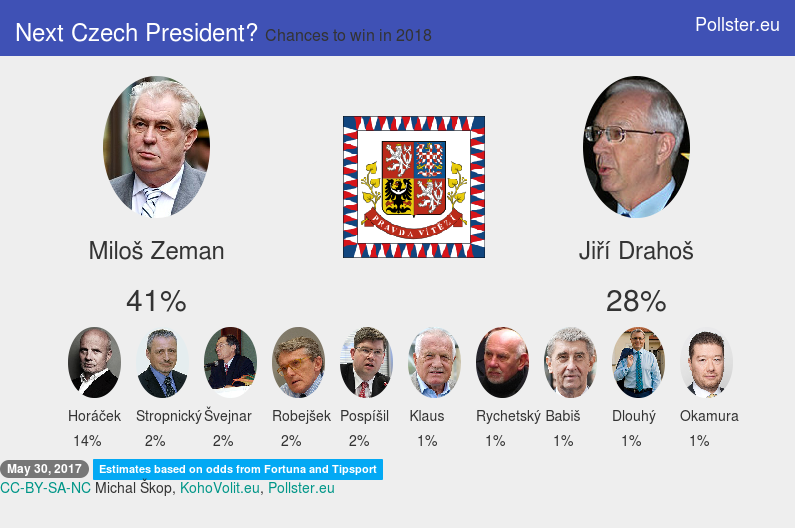 Next Czech President? Chances to win in 2018
Pollster.eu
PRAVDA VÍTĚZÍ
Miloš Zeman
Jiří Drahoš
41%
28%
Horáček Stropnický Švejnar Robejšek Pospíšil Klaus Rychetský Babiš Dlouhý Okamura
14% 2% 2% 2% 2% 1% 1% 1% 1% 1%
May 30, 2017 Estimates based on odds from Fortuna and Tipsport
CC-BY-SA-NC Michal Škop, KohoVolit.eu, Pollster.eu